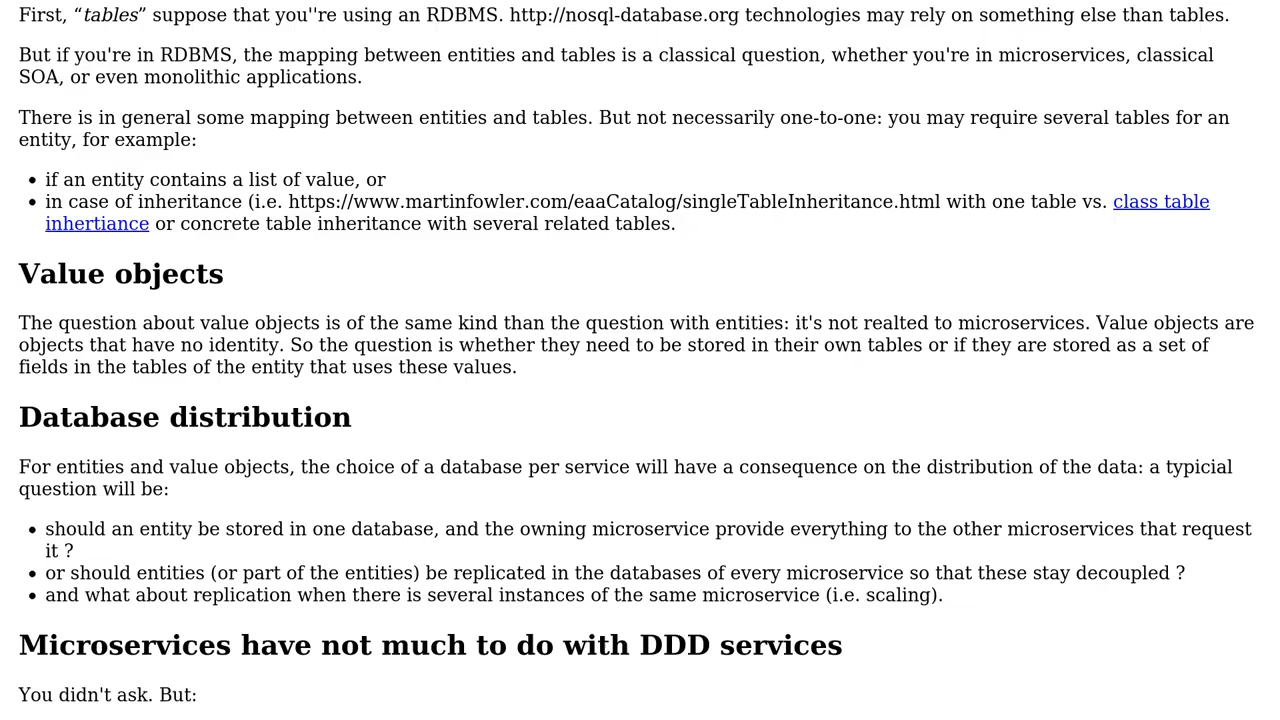 First, “tables” suppose that you''re using an RDBMS. http://nosql-database.org technologies may rely on something else than tables.
But if you're in RDBMS, the mapping between entities and tables is a classical question, whether you're in microservices, classical
SOA, or even monolithic applications.
There is in general some mapping between entities and tables. But not necessarily one-to-one: you may require several tables for an
entity, for example:
• if an entity contains a list of value, or
• in case of inheritance (i.e. https://www.martinfowler.com/eaaCatalog/singleTableInheritance.html with one table vs. class table
inhertiance or concrete table inheritance with several related tables.
Value objects
The question about value objects is of the same kind than the question with entities: it's not realted to microservices. Value objects are
objects that have no identity. So the question is whether they need to be stored in their own tables or if they are stored as a set of
fields in the tables of the entity that uses these values.
Database distribution
For entities and value objects, the choice of a database per service will have a consequence on the distribution of the data: a typicial
question will be:
• should an entity be stored in one database, and the owning microservice provide everything to the other microservices that request
it ?
• or should entities (or part of the entities) be replicated in the databases of every microservice so that these stay decoupled ?
• and what about replication when there is several instances of the same microservice (i.e. scaling).
Microservices have not much to do with DDD services
You didn't ask. But: